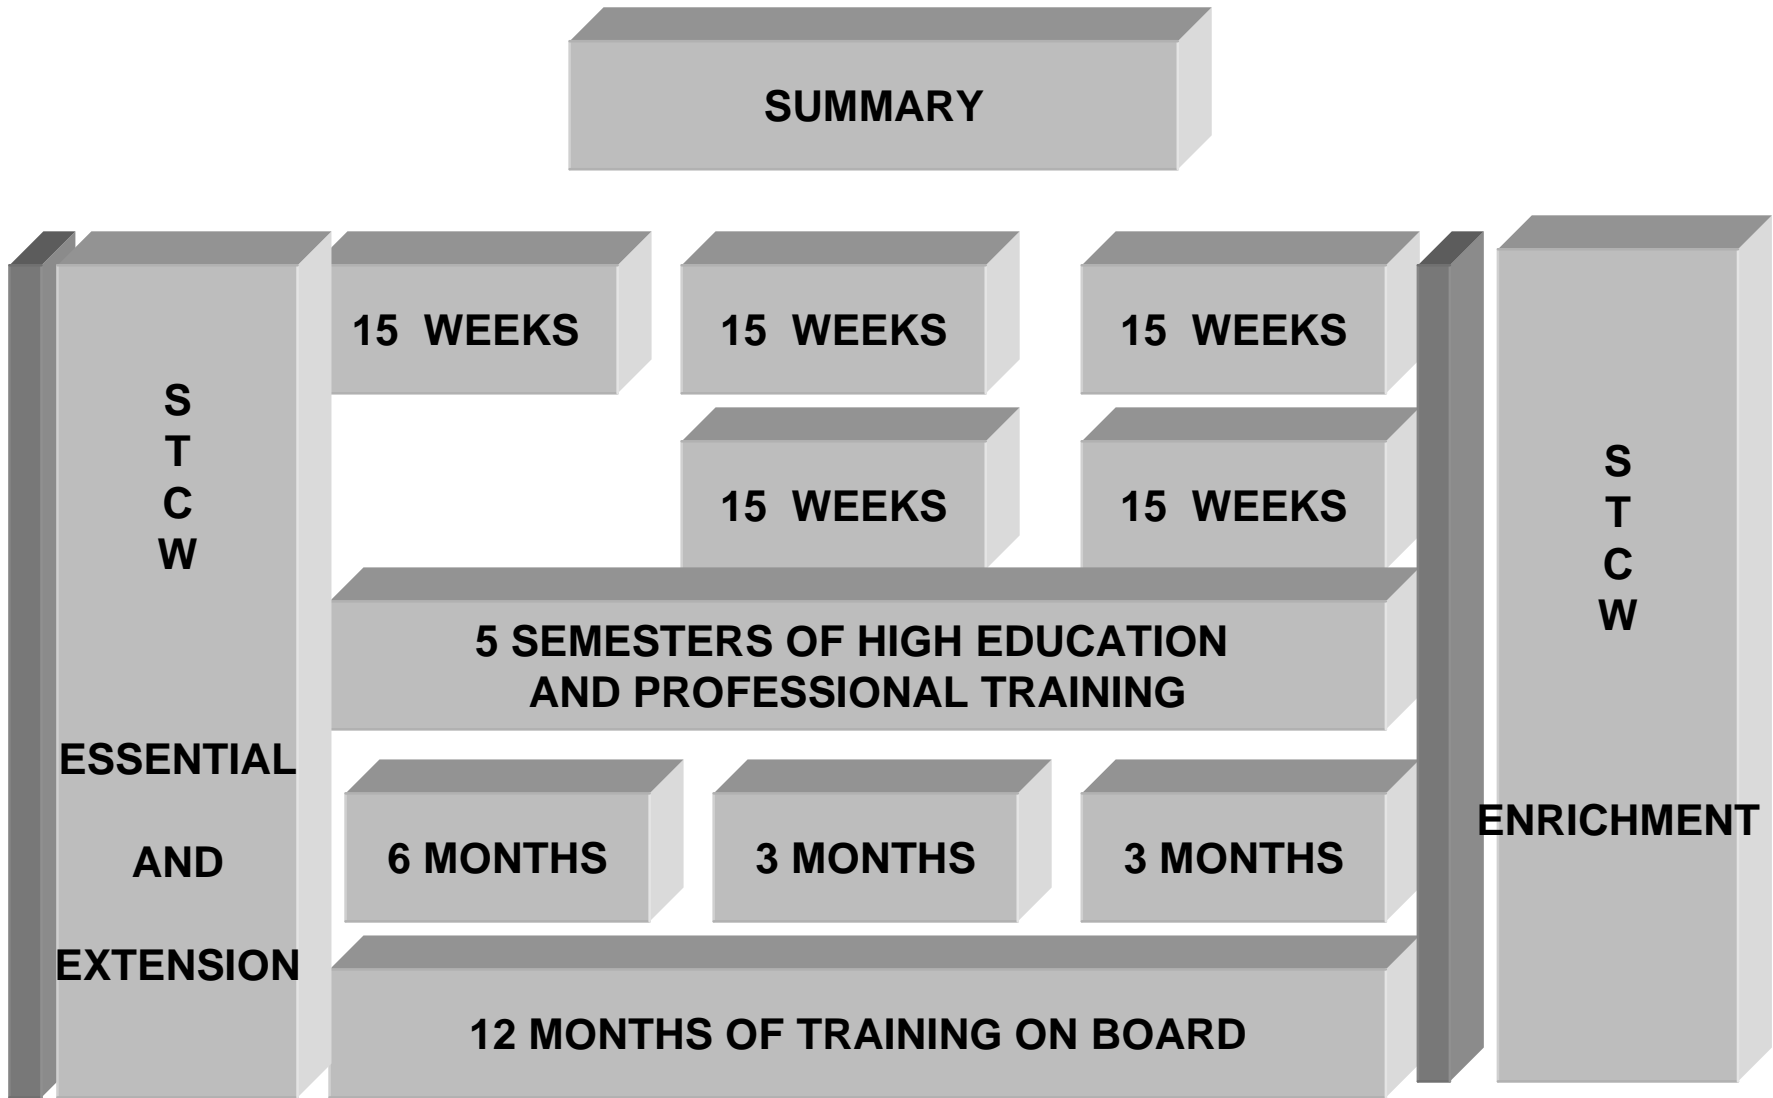 SUMMARY
S
T
C
W
ESSENTIAL
AND
EXTENSION
15 WEEKS
15 WEEKS
15 WEEKS
15 WEEKS
15 WEEKS
5 SEMESTERS OF HIGH EDUCATION
AND PROFESSIONAL TRAINING
6 MONTHS
3 MONTHS
3 MONTHS
12 MONTHS OF TRAINING ON BOARD
S
T
C
W
ENRICHMENT